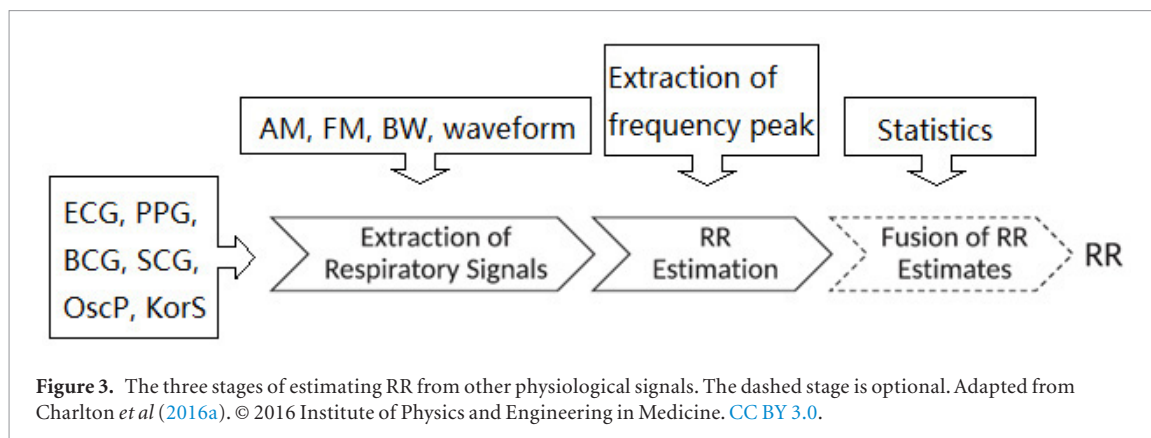 AM, FM, BW, waveform
Extraction of
frequency peak
Statistics
ECG, PPG,
BCG, SCG,
OscP, KorS
Extraction of
Respiratory Signals
RR
Estimation
Fusion of RR
Estimates
RR
Figure 3. The three stages of estimating RR from other physiological signals. The dashed stage is optional. Adapted from
Charlton et al (2016a). © 2016 Institute of Physics and Engineering in Medicine. CC BY 3.0.